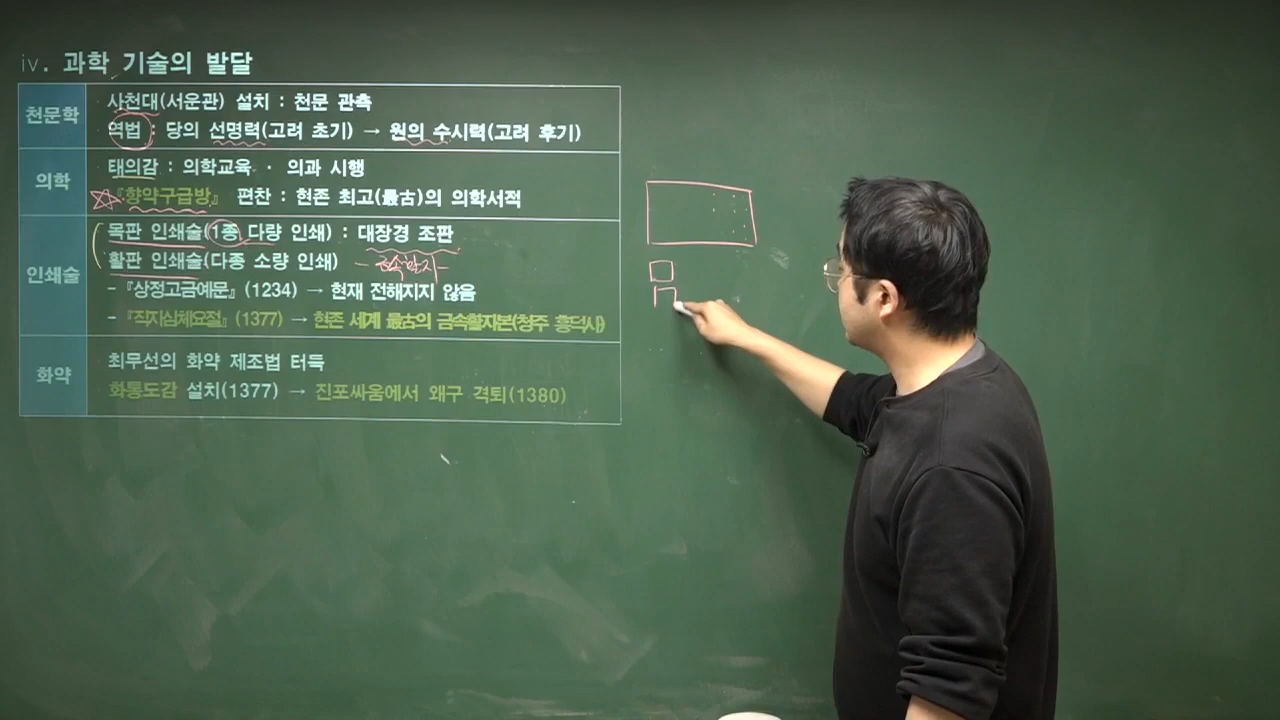 iv. 과학 기술의 발달
천문학
사천대(서운관) 설치 : 천문 관측
역법 : 당의 선명력(고려 초기) → 원의 수시력(고려 후기)
의학
태의감 : 의학교육 · 의과 시행
『향약구급방』 편찬 : 현존 최고(最古)의 의학서적
인쇄술
목판 인쇄술(1종 다량 인쇄) : 대장경 조판
활판 인쇄술(다종 소량 인쇄) - 금속활자-
-『상정고금예문』(1234) → 현재 전해지지 않음
-『직지심체요절』(1377) → 현존 세계 最古의 금속활자본(청주 흥덕사)
화약
최무선의 화약 제조법 터득
화통도감 설치(1377) → 진포싸움에서 왜구 격퇴(1380)